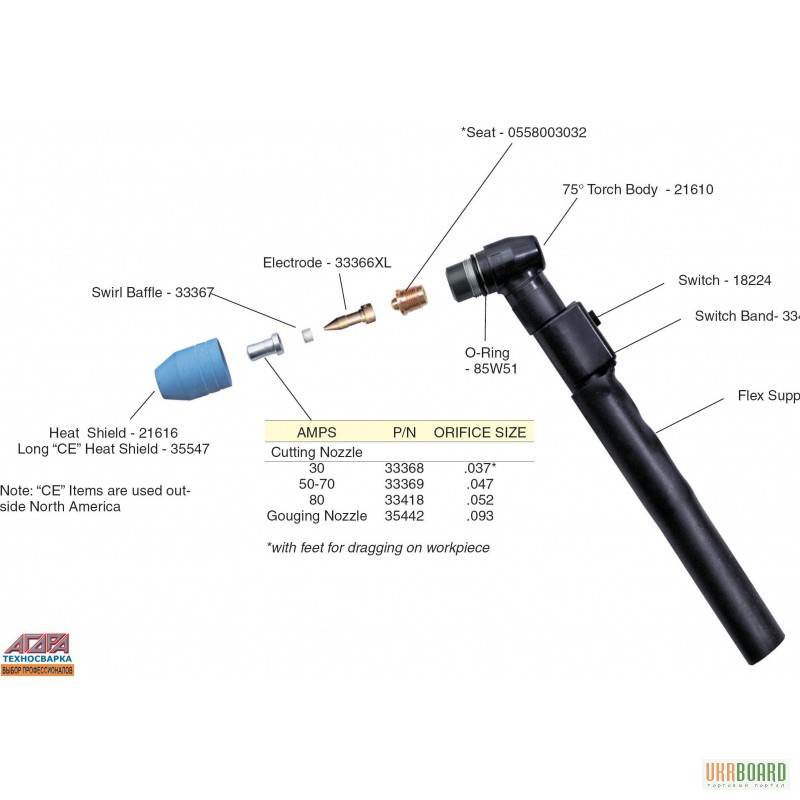 *Seat - 0558003032
75° Torch Body - 21610
Electrode - 33366XL
Swirl Baffle - 33367
Switch - 18224
Switch Band- 334
O-Ring
- 85W51
Flex Supp
Heat Shield - 21616
Long “CE” Heat Shield - 35547
AMPS P/N ORIFICE SIZE
Cutting Nozzle
30 33368 .037*
50-70 33369 .047
80 33418 .052
Gouging Nozzle 35442 .093
Note: “CE” Items are used out-
side North America
*with feet for dragging on workpiece
АГОРА
ТЕХНОСВАРКА
ВЫБОР ПРОФЕССИОНАЛОВ
UKRBOARD
торговый портал